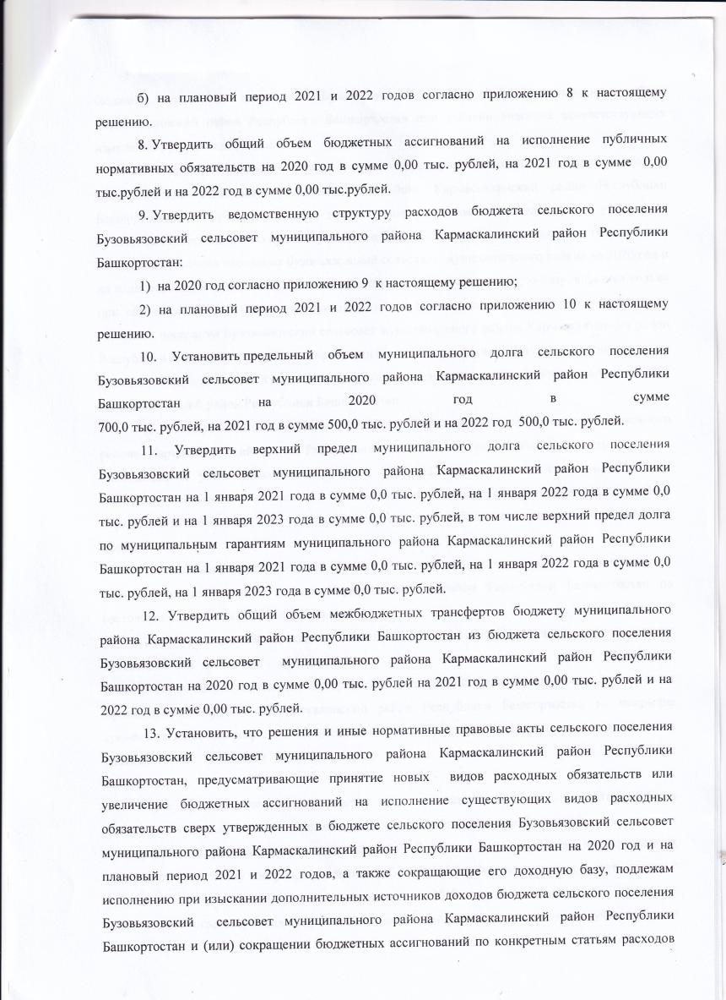 б) на плановый период 2021 и 2022 годов согласно приложению 8 к настоящему
решению.
8. Утвердить общий объем бюджетных ассигнований на исполнение публичных
нормативных обязательств на 2020 год в сумме 0,00 тыс. рублей, на 2021 год в сумме 0,00
тыс.рублей и на 2022 год в сумме 0,00 тыс.рублей.
9. Утвердить ведомственную структуру расходов бюджета сельского поселения
Бузовьязовский сельсовет муниципального района Кармаскалинский район Республики
Башкортостан:
1) на 2020 год согласно приложению 9 к настоящему решению;
2) на плановый период 2021 и 2022 годов согласно приложению 10 к настоящему
решению.
10. Установить предельный объем муниципального долга сельского поселения
Бузовьязовский сельсовет муниципального района Кармаскалинский район Республики
Башкортостан на 2020 год в сумме
700,0 тыс. рублей, на 2021 год в сумме 500,0 тыс. рублей и на 2022 год 500,0 тыс. рублей.
11. Утвердить верхний предел муниципального долга сельского поселения
Бузовьязовский сельсовет муниципального района Кармаскалинский район Республики
Башкортостан на 1 января 2021 года в сумме 0,0 тыс. рублей, на 1 января 2022 года в сумме 0,0
тыс. рублей и на 1 января 2023 года в сумме 0,0 тыс. рублей, в том числе верхний предел долга
по муниципальным гарантиям муниципального района Кармаскалинский район Республики
Башкортостан на 1 января 2021 года в сумме 0,0 тыс. рублей, на 1 января 2022 года в сумме 0,0
тыс. рублей, на 1 января 2023 года в сумме 0,0 тыс. рублей.
12. Утвердить общий объем межбюджетных трансфертов бюджету муниципального
района Кармаскалинский район Республики Башкортостан из бюджета сельского поселения
Бузовьязовский сельсовет муниципального района Кармаскалинский район Республики
Башкортостан на 2020 год в сумме 0,00 тыс. рублей на 2021 год в сумме 0,00 тыс. рублей и на
2022 год в сумме 0,00 тыс. рублей.
13. Установить, что решения и иные нормативные правовые акты сельского поселения
Бузовьязовский сельсовет муниципального района Кармаскалинский район Республики
Башкортостан, предусматривающие принятие новых видов расходных обязательств или
увеличение бюджетных ассигнований на исполнение существующих видов расходных
обязательств сверх утвержденных в бюджете сельского поселения Бузовьязовский сельсовет
муниципального района Кармаскалинский район Республики Башкортостан на 2020 год и на
плановый период 2021 и 2022 годов, а также сокращающие его доходную базу, подлежам
исполнению при изыскании дополнительных источников доходов бюджета сельского поселения
Бузовьязовский сельсовет муниципального района Кармаскалинский район Республики
Башкортостан и (или) сокращении бюджетных ассигнований по конкретным статьям расходов